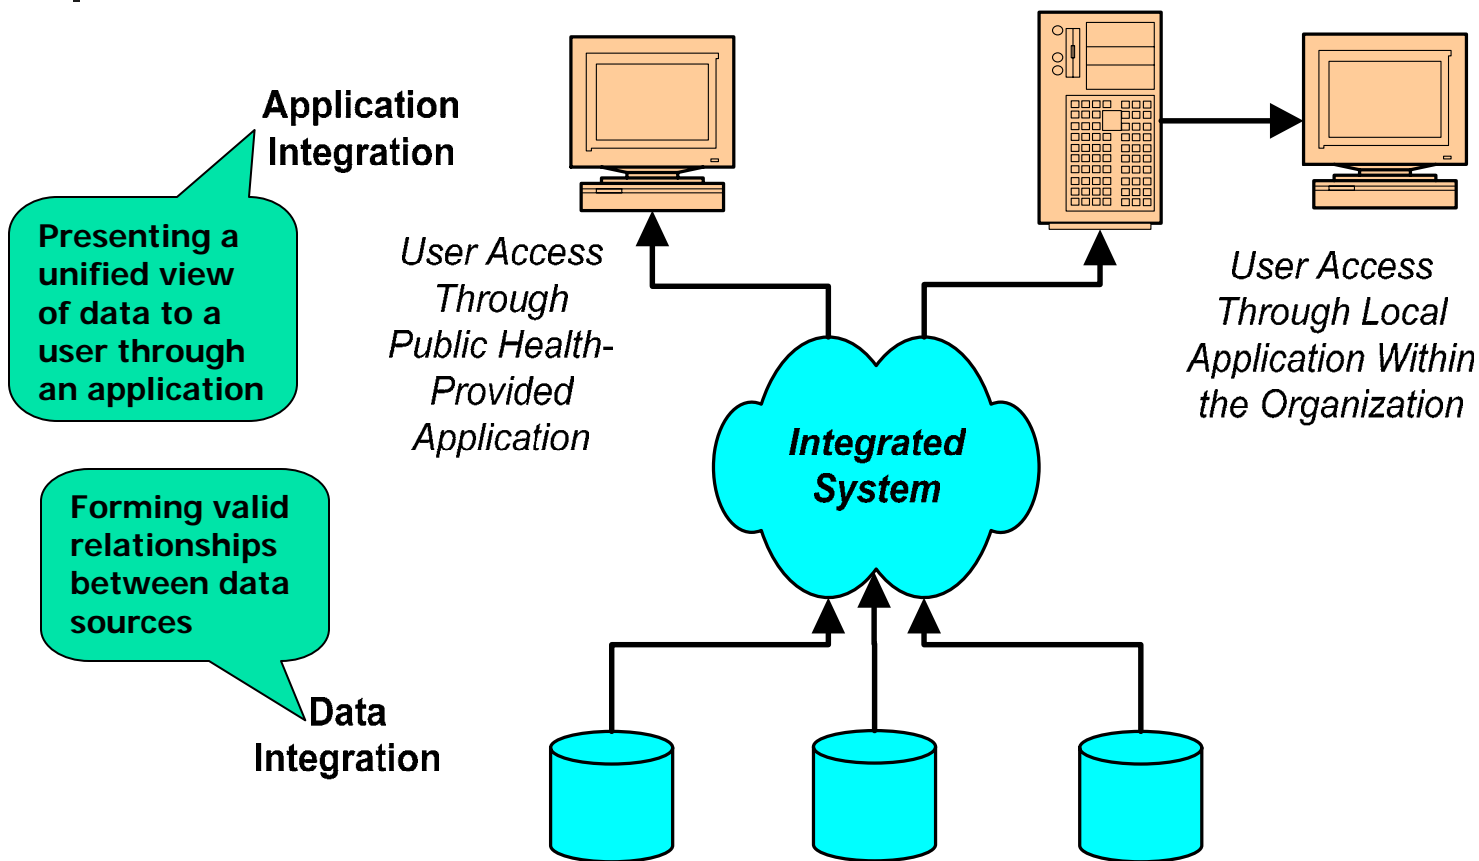 Application
Integration
Presenting a
unified view
of data to a
user through
an application
User Access
Through
Public Health-
Provided
Application
User Access
Through Local
Application Within
the Organization
Integrated
System
Forming valid
relationships
between data
sources
Data
Integration